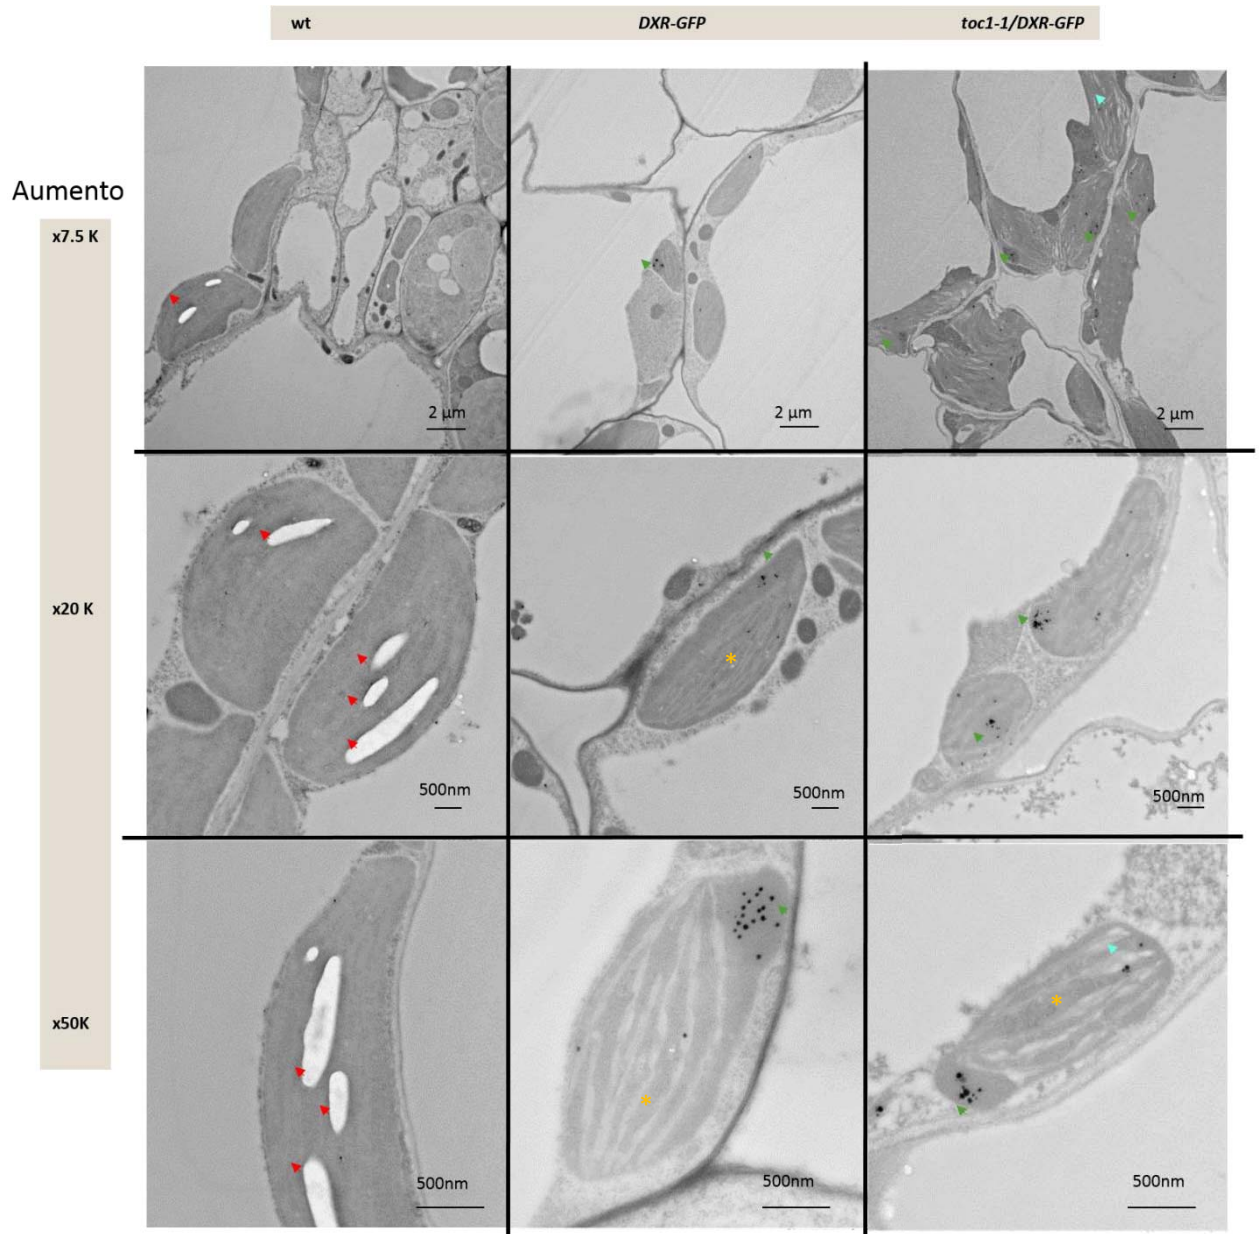 wt DXR-GFP toc1-1/DXR-GFP
Aumento
x7.5 K
2 µm 2 µm 2 µm
x20 K
500nm 500nm 500nm
x50K
500nm 500nm 500nm